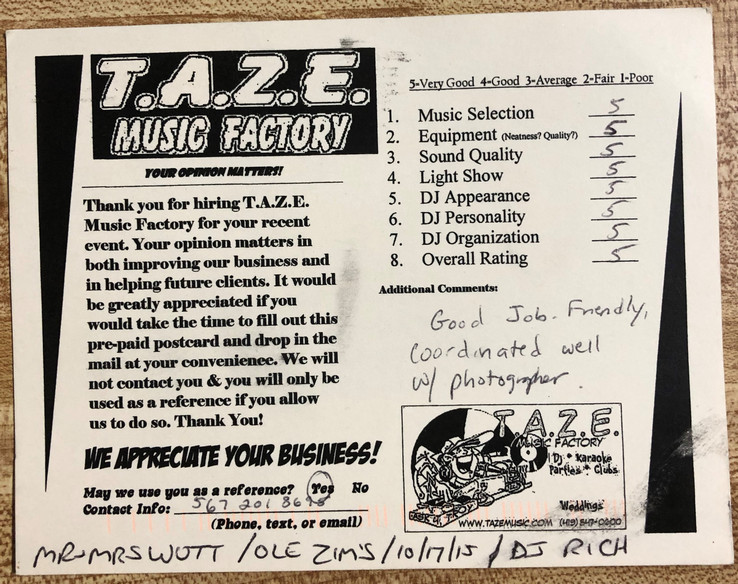 T.A.Z.E.
MUSIC FACTORY
YOUR OPINION MATTERS!
Thank you for hiring T.A.Z.E.
Music Factory for your recent
event. Your opinion matters in
both improving our business and
in helping future clients. It would
be greatly appreciated if you
would take the time to fill out this
pre-paid postcard and drop in the
mail at your convenience. We will
not contact you & you will only be
used as a reference if you allow
us to do so. Thank You!
WE APPRECIATE YOUR BUSINESS!
May we use you as a reference? Yes No
Contact Info: 567 201
(Phone, text, or email)
5-Very Good 4-Good 3-Average 2-Fair 1-Poor
1. Music Selection 5
2. Equipment (Neatness? Quality?) 5
3. Sound Quality 5
4. Light Show 5
5. DJ Appearance 5
6. DJ Personality 5
7. DJ Organization 5
8. Overall Rating 5
Additional Comments:
Good Job. Friendly,
Coordinated well
w/ photographer.
T.A.Z.E.
MUSIC FACTORY
Dj * Karaoke
Parties * Clubs
Weddings
WWW.TAZEMUSIC.COM (419) 547-0600
MR+MRS WOTT / OLE ZIM'S / 10/17/15 / DJ RICH